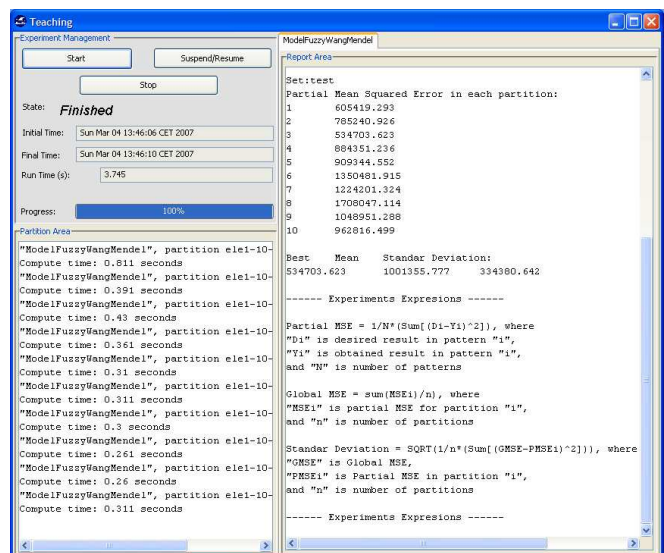 Teaching
Experiment Management
Start
Suspend/Resume
Stop
State: Finished
Initial Time: Sun Mar 04 13:46:06 CET 2007
Final Time: Sun Mar 04 13:46:10 CET 2007
Run Time (s): 3.745
Progress: 100%
Partition Area
"ModelFuzzyWangMendel", partition ele1-10-
Compute time: 0.811 seconds
"ModelFuzzyWangMendel", partition ele1-10-
Compute time: 0.391 seconds
"ModelFuzzyWangMendel", partition ele1-10-
Compute time: 0.43 seconds
"ModelFuzzyWangMendel", partition ele1-10-
Compute time: 0.361 seconds
"ModelFuzzyWangMendel", partition ele1-10-
Compute time: 0.31 seconds
"ModelFuzzyWangMendel", partition ele1-10-
Compute time: 0.311 seconds
"ModelFuzzyWangMendel", partition ele1-10-
Compute time: 0.3 seconds
"ModelFuzzyWangMendel", partition ele1-10-
Compute time: 0.261 seconds
"ModelFuzzyWangMendel", partition ele1-10-
Compute time: 0.26 seconds
"ModelFuzzyWangMendel", partition ele1-10-
Compute time: 0.311 seconds
ModelFuzzyWangMendel
Report Area
Set:test
Partial Mean Squared Error in each partition:
1 605419.293
2 785240.926
3 534703.623
4 884351.236
5 909344.552
6 1350481.915
7 1224201.324
8 1708047.114
9 1048951.288
10 962816.499
Best Mean Standar Deviation:
534703.623 1001355.777 334380.642
------ Experiments Expresions ------
Partial MSE = 1/N*(Sum[(Di-Yi)^2]), where
"Di" is desired result in pattern "i",
"Yi" is obtained result in pattern "i",
and "N" is number of patterns
Global MSE = sum(MSEi)/n), where
"MSEi" is partial MSE for partition "i",
and "n" is number of partitions
Standar Deviation = SQRT(1/n*(Sum[(GMSE-PMSEi)^2])), where
"GMSE" is Global MSE,
"PMSEi" is Partial MSE in partition "i",
and "n" is number of partitions
------ Experiments Expresions ------